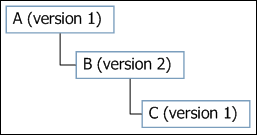 A (version 1)
B (version 2)
C (version 1)